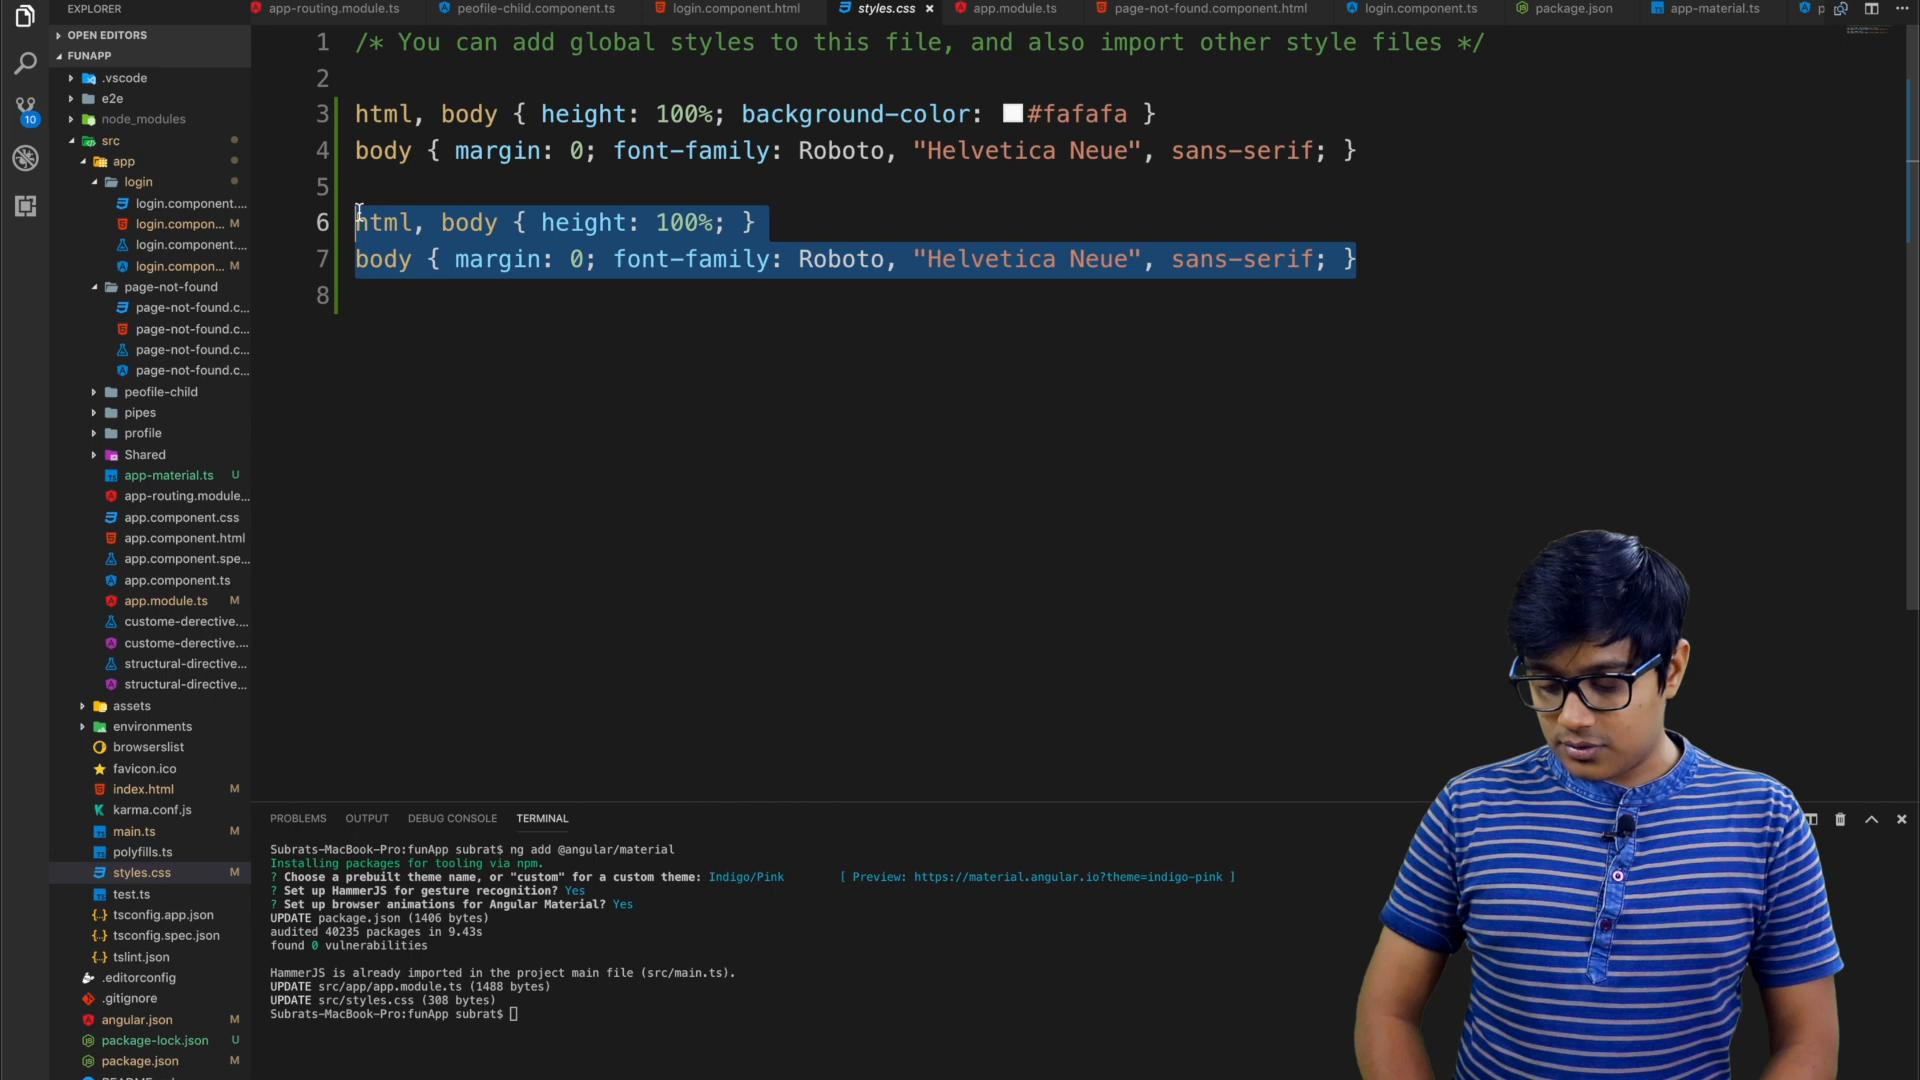 EXPLORER
OPEN EDITORS
FUNAPP
.vscode
e2e
node_modules
src
app
login
login.component....
login.compon... M
login.component....
login.compon... M
page-not-found
page-not-found.c...
page-not-found.c...
page-not-found.c...
page-not-found.c...
peofile-child
pipes
profile
Shared
app-material.ts U
app-routing.module...
app.component.css
app.component.html
app.component.spe...
app.component.ts
app.module.ts M
custome-derective....
custome-derective....
structural-directive...
structural-directive...
assets
environments
browserslist
favicon.ico
index.html M
karma.conf.js
main.ts M
polyfills.ts
styles.css M
test.ts
tsconfig.app.json
tsconfig.spec.json
tslint.json
.editorconfig
.gitignore
angular.json M
package-lock.json U
package.json M
10
app-routing.module.ts peofile-child.component.ts login.component.html styles.css app.module.ts page-not-found.component.html login.component.ts package.json app-material.ts p
1 /* You can add global styles to this file, and also import other style files */
2
3 html, body { height: 100%; background-color: #fafafa }
4 body { margin: 0; font-family: Roboto, "Helvetica Neue", sans-serif; }
5
6 html, body { height: 100%; }
7 body { margin: 0; font-family: Roboto, "Helvetica Neue", sans-serif; }
8
PROBLEMS OUTPUT DEBUG CONSOLE TERMINAL
Subrats-MacBook-Pro:funApp subrat$ ng add @angular/material
Installing packages for tooling via npm.
? Choose a prebuilt theme name, or "custom" for a custom theme: Indigo/Pink [ Preview: https://material.angular.io?theme=indigo-pink ]
? Set up HammerJS for gesture recognition? Yes
? Set up browser animations for Angular Material? Yes
UPDATE package.json (1406 bytes)
audited 40235 packages in 9.43s
found 0 vulnerabilities
HammerJS is already imported in the project main file (src/main.ts).
UPDATE src/app/app.module.ts (1488 bytes)
UPDATE src/styles.css (308 bytes)
Subrats-MacBook-Pro:funApp subrat$